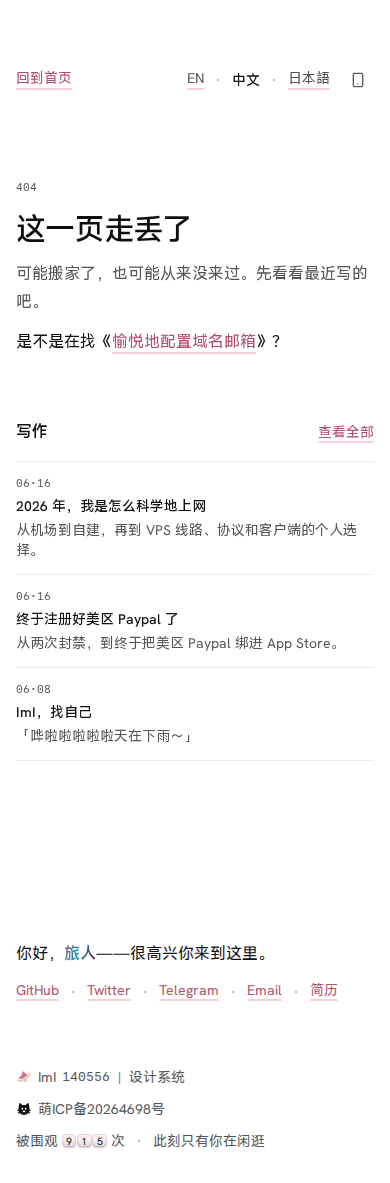 回到首页 EN · 中文 · 日本語
404
这一页走丢了
可能搬家了，也可能从来没来过。先看看最近写的
吧。
是不是在找《愉悦地配置域名邮箱》？
写作 查看全部
06·16
2026 年，我是怎么科学地上网
从机场到自建，再到 VPS 线路、协议和客户端的个人选
择。
06·16
终于注册好美区 Paypal 了
从两次封禁，到终于把美区 Paypal 绑进 App Store。
06·08
lml，找自己
「哗啦啦啦啦啦天在下雨～」
你好，旅人——很高兴你来到这里。
GitHub · Twitter · Telegram · Email · 简历
lml 140556 | 设计系统
萌ICP备20264698号
被围观 915 次 · 此刻只有你在闲逛